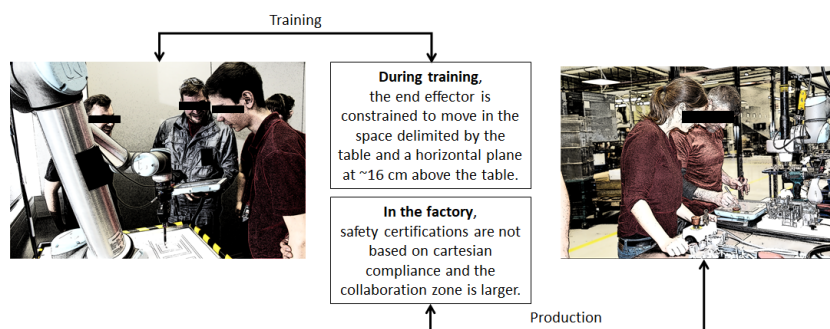 Training
During training,
the end effector is
constrained to move in the
space delimited by the
table and a horizontal plane
at ~16 cm above the table.
In the factory,
safety certifications are not
based on cartesian
compliance and the
collaboration zone is larger.
Production